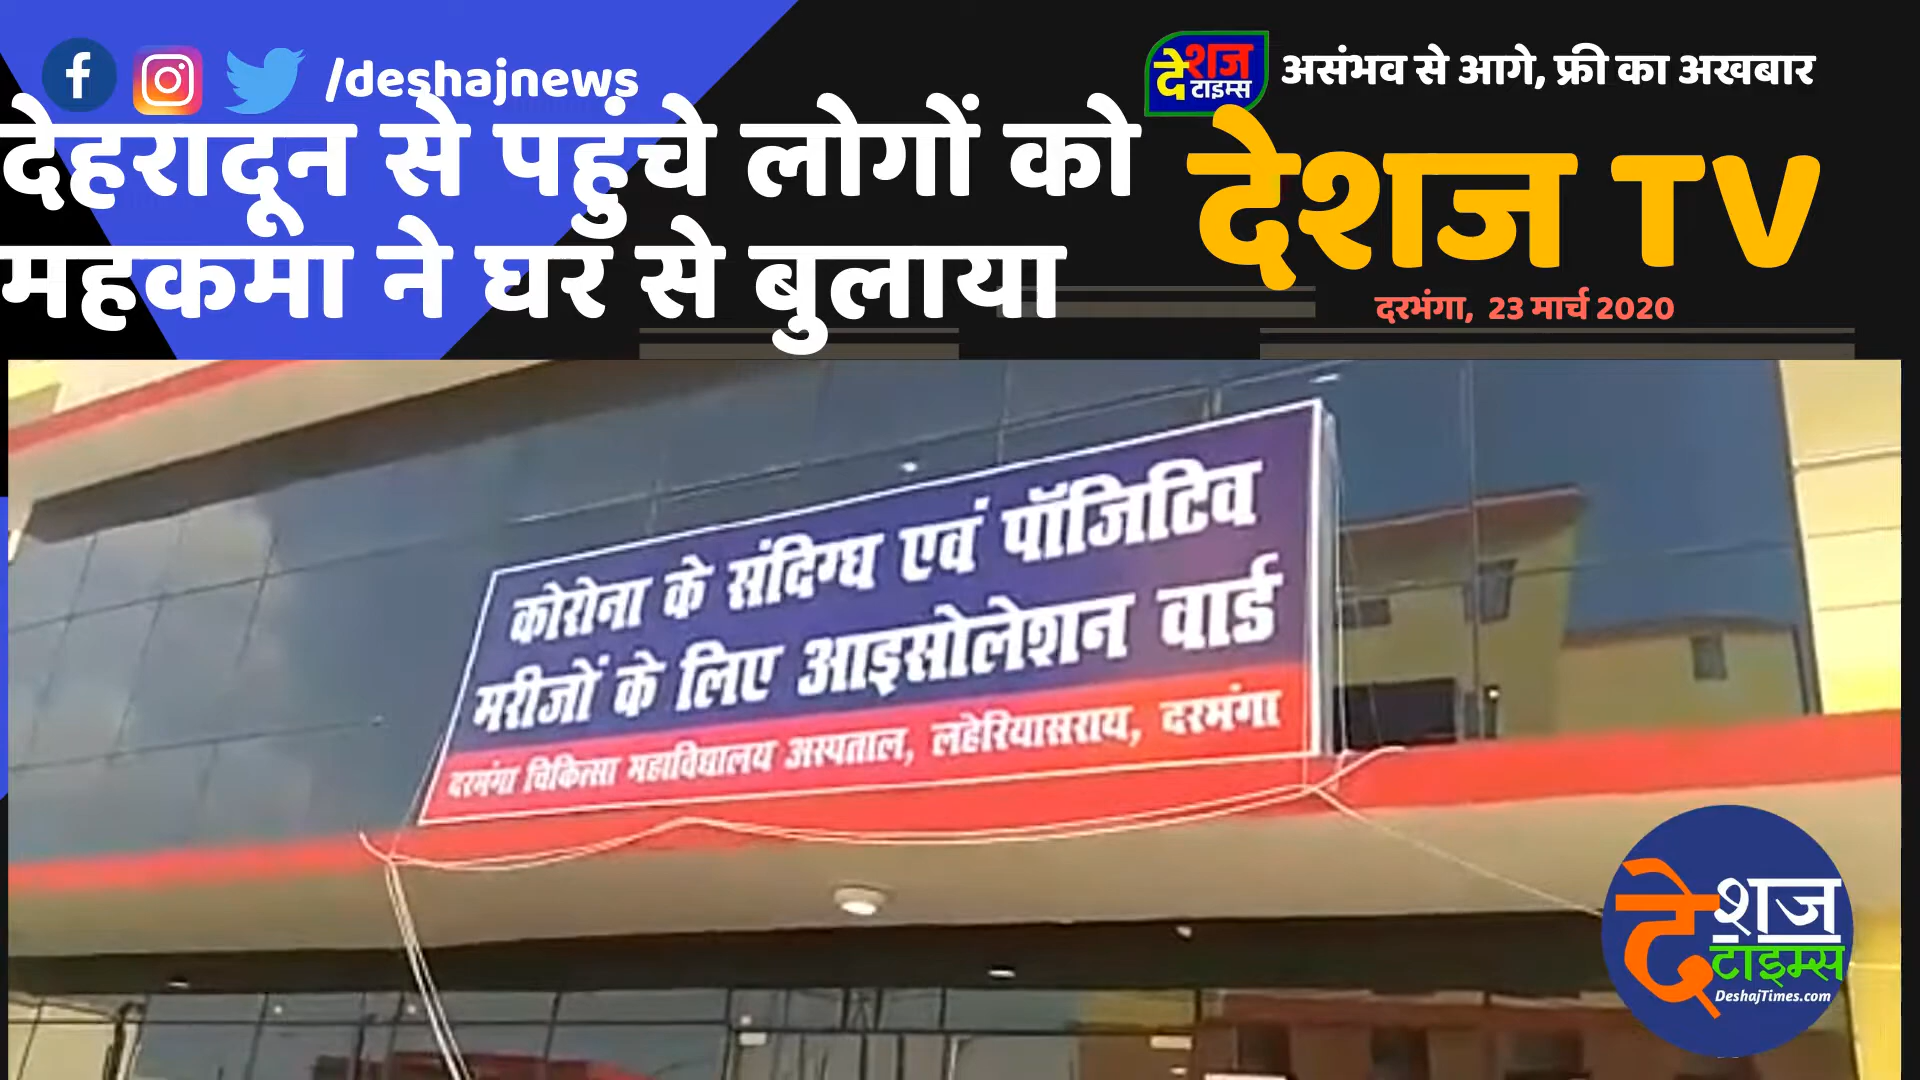 /deshajnews
देशज
टाइम्स
असंभव से आगे, फ्री का अखबार
देहरादून से पहुंचे लोगों को
महकमा ने घर से बुलाया
देशज TV
दरभंगा, 23 मार्च 2020
कोरोना के संदिग्घ एवं पॉजिटिव
मरीजों के लिए आइसोलेशन वार्ड
दरभंगा चिकित्सा महाविद्यालय अस्पताल, लहेरियासराय, दरभंगा
देशज
टाइम्स
DeshajTimes.com